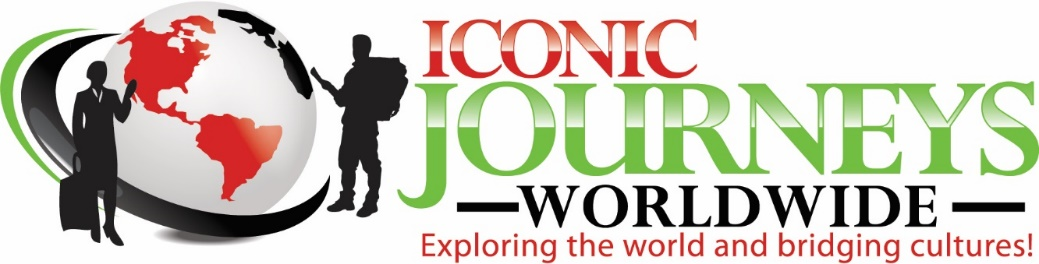 ICONIC
JOURNEYS
WORLDWIDE
Exploring the world and bridging cultures!